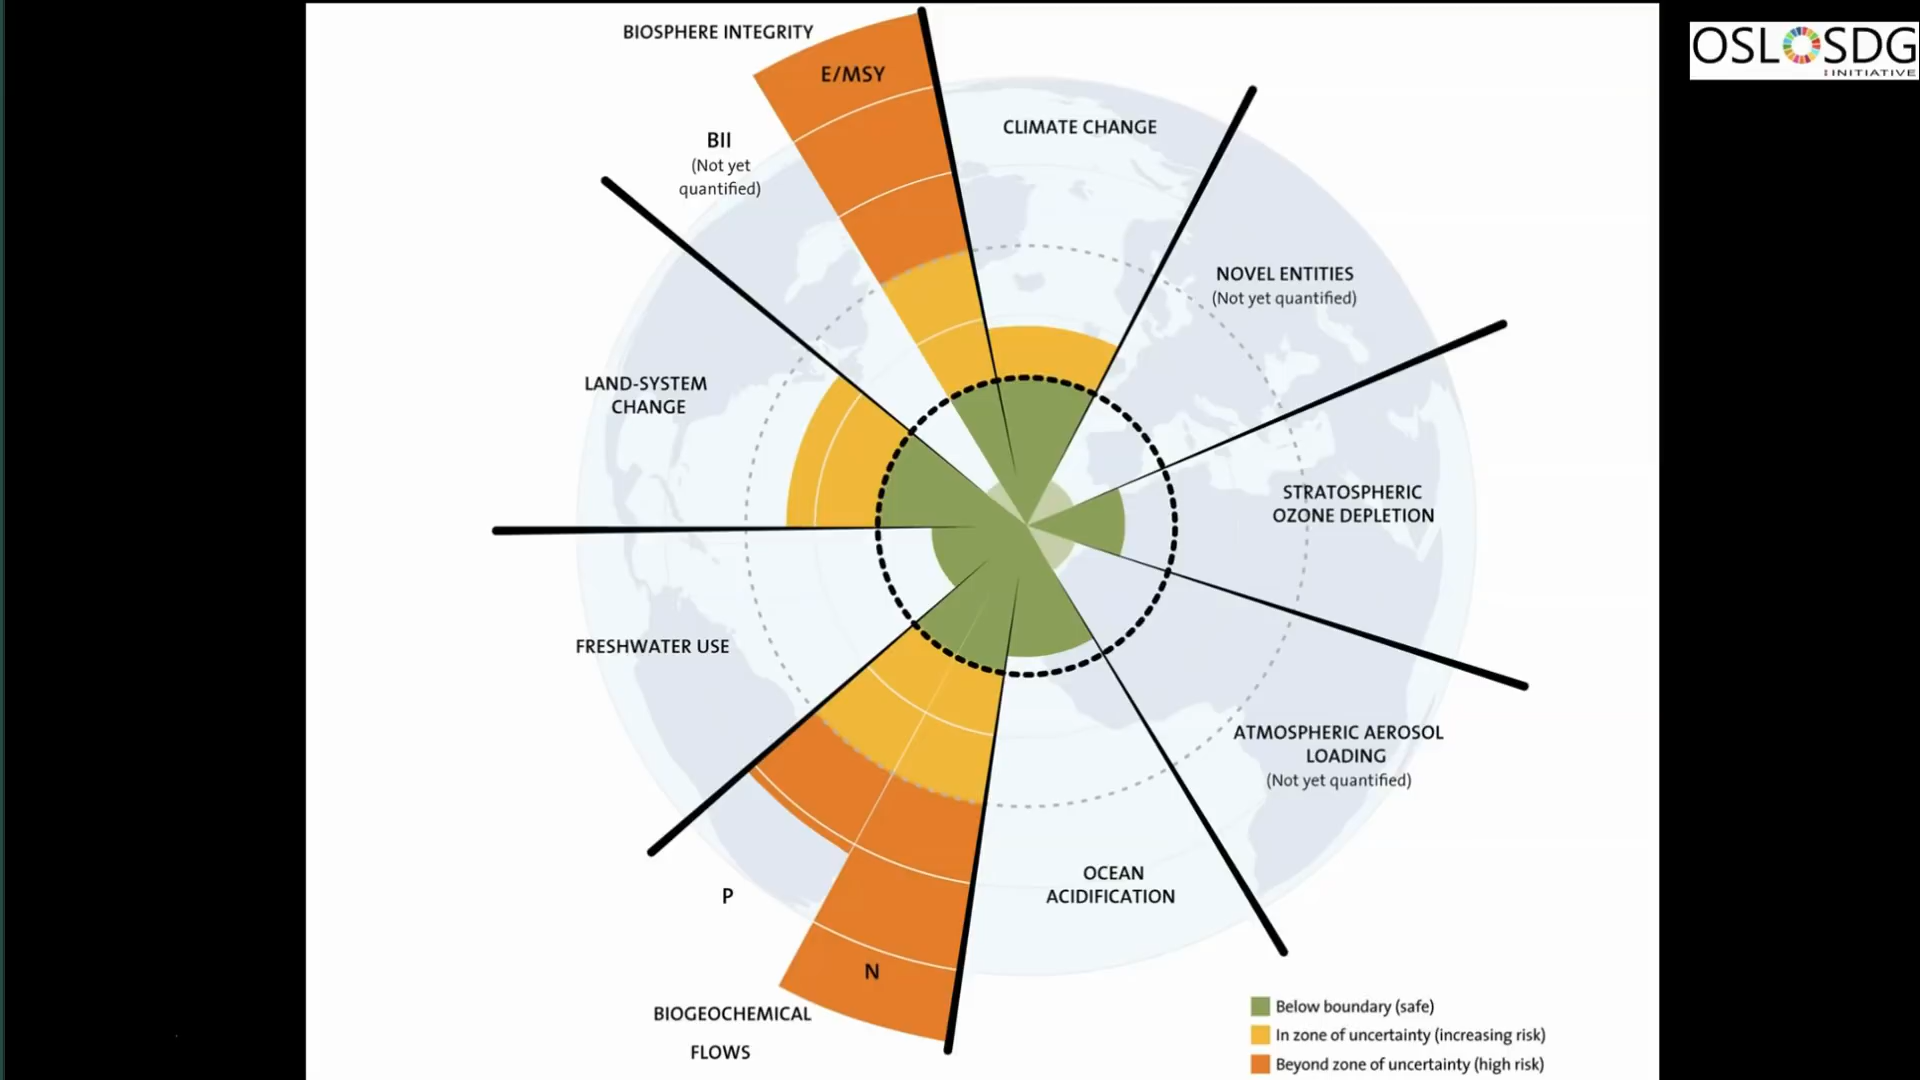 BIOSPHERE INTEGRITY
E/MSY
OSLOSDG
:INITIATIVE
BII
(Not yet
quantified)
CLIMATE CHANGE
NOVEL ENTITIES
(Not yet quantified)
LAND-SYSTEM
CHANGE
STRATOSPHERIC
OZONE DEPLETION
FRESHWATER USE
ATMOSPHERIC AEROSOL
LOADING
(Not yet quantified)
P
OCEAN
ACIDIFICATION
N
BIOGEOCHEMICAL
FLOWS
Below boundary (safe)
In zone of uncertainty (increasing risk)
Beyond zone of uncertainty (high risk)